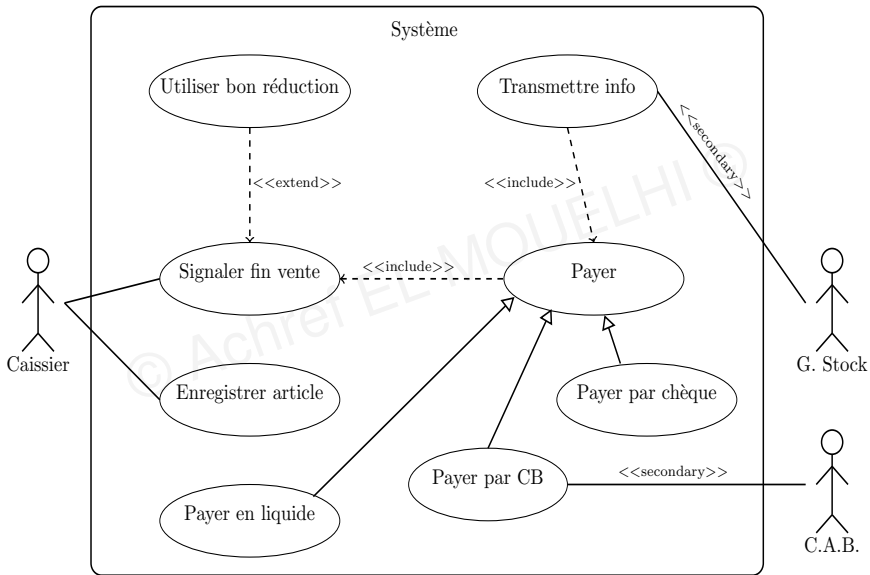 Système
Utiliser bon réduction
Transmettre info
<<secondary>>
<<extend>>
<<include>>
Signaler fin vente
<<include>>
Payer
Caissier
G. Stock
Enregistrer article
Payer par chèque
Payer par CB
<<secondary>>
Payer en liquide
C.A.B.
© Achref EL MOUELHI ©